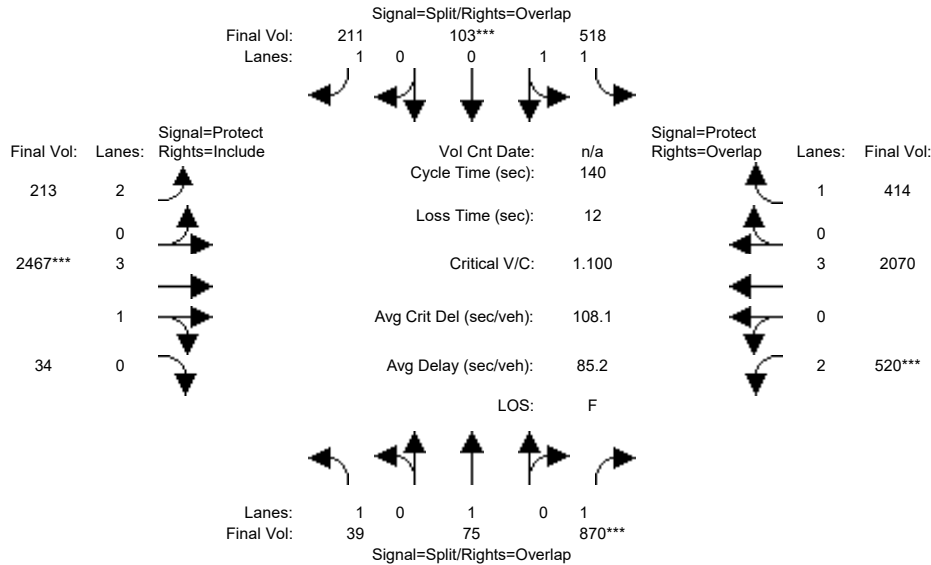 Signal=Split/Rights=Overlap
Final Vol: 211 103*** 518
Lanes: 1 0 0 1 1
Signal=Protect Signal=Protect
Final Vol: Lanes: Rights=Include Vol Cnt Date: n/a Rights=Overlap Lanes: Final Vol:
Cycle Time (sec): 140
213 2 1 414
Loss Time (sec): 12
0 0
2467*** 3 Critical V/C: 1.100 3 2070
1 Avg Crit Del (sec/veh): 108.1 0
34 0 Avg Delay (sec/veh): 85.2 2 520***
LOS: F
Lanes: 1 0 1 0 1
Final Vol: 39 75 870***
Signal=Split/Rights=Overlap